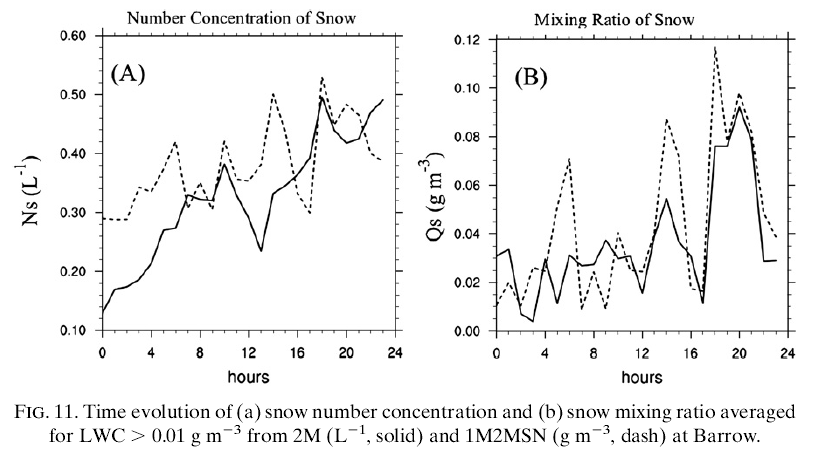 Number Concentration of Snow
Mixing Ratio of Snow
(A)
Ns (L⁻¹)
0.60
0.50
0.40
0.30
0.20
0.10
0 4 8 12 16 20 24
hours
(B)
Qs (g m⁻³)
0.12
0.10
0.08
0.06
0.04
0.02
0.00
0 4 8 12 16 20 24
hours
FIG. 11. Time evolution of (a) snow number concentration and (b) snow mixing ratio averaged
for LWC > 0.01 g m⁻³ from 2M (L⁻¹, solid) and 1M2MSN (g m⁻³, dash) at Barrow.